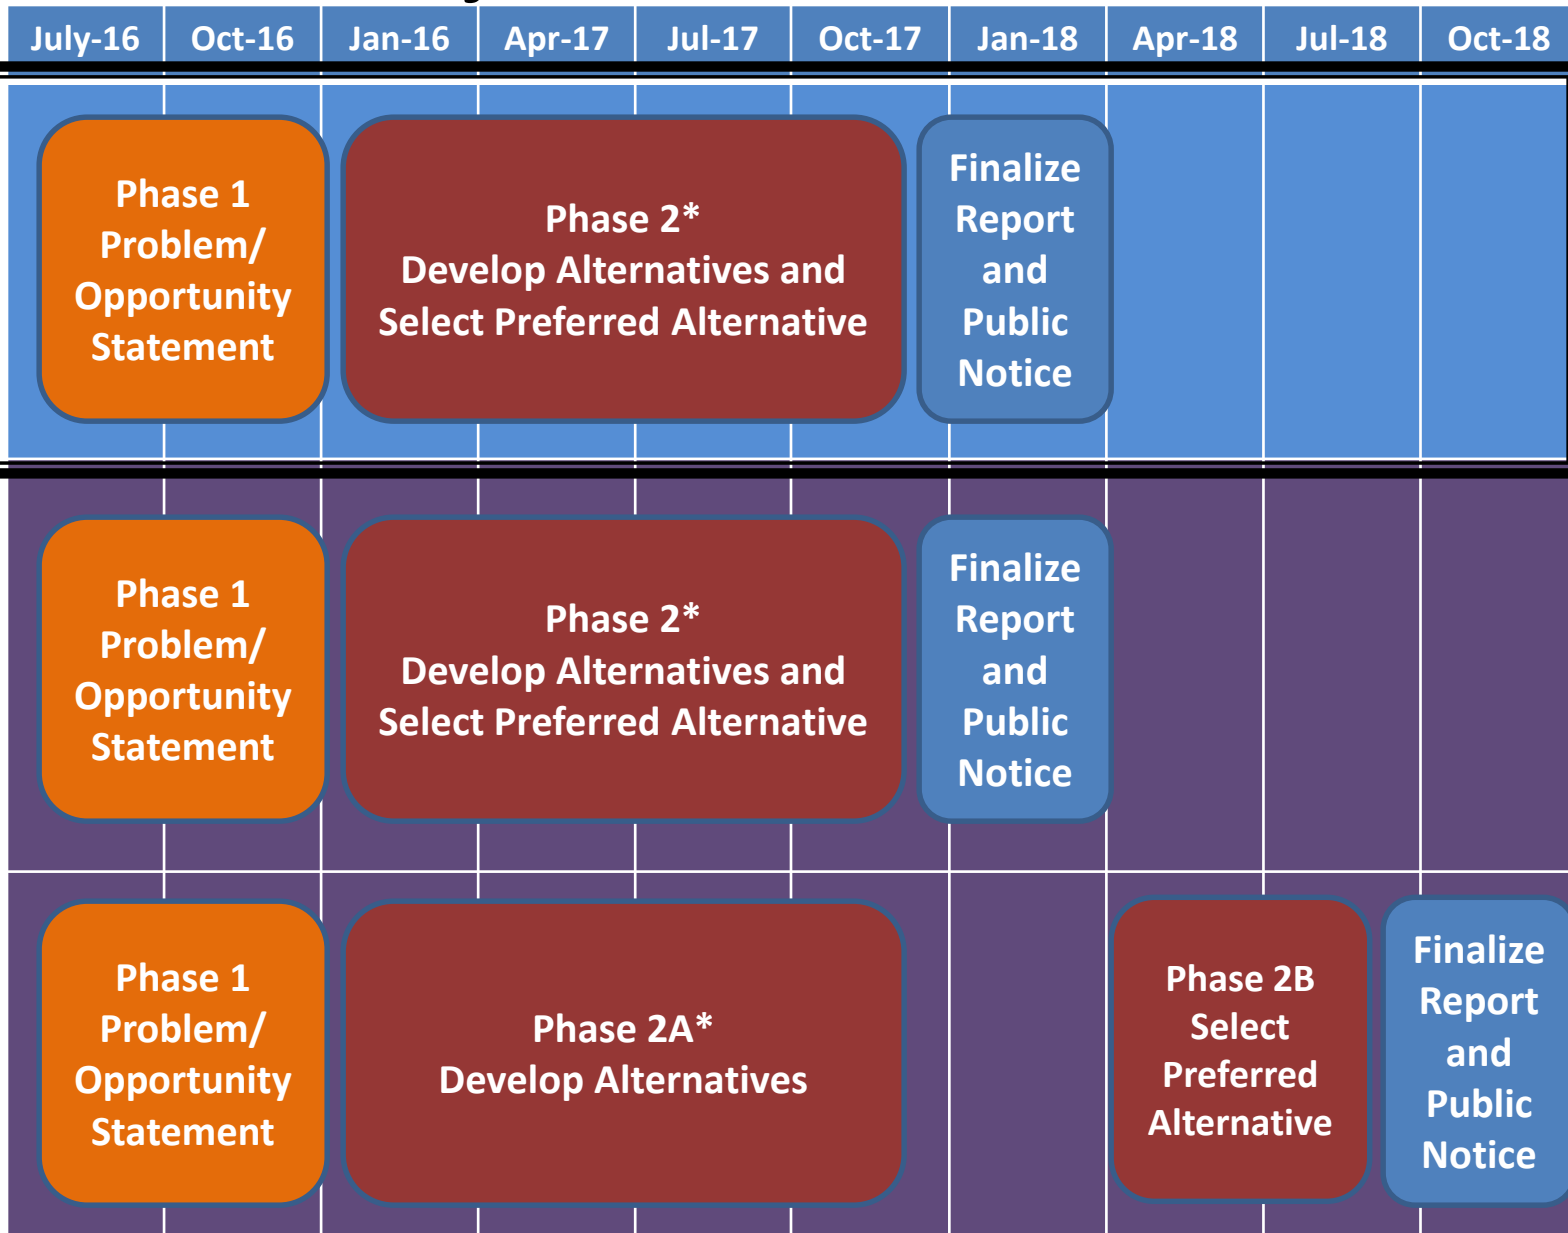 July-16 Oct-16 Jan-16 Apr-17 Jul-17 Oct-17 Jan-18 Apr-18 Jul-18 Oct-18
Phase 1
Problem/
Opportunity
Statement
Phase 2*
Develop Alternatives and
Select Preferred Alternative
Finalize
Report
and
Public
Notice
Phase 1
Problem/
Opportunity
Statement
Phase 2*
Develop Alternatives and
Select Preferred Alternative
Finalize
Report
and
Public
Notice
Phase 1
Problem/
Opportunity
Statement
Phase 2A*
Develop Alternatives
Phase 2B
Select
Preferred
Alternative
Finalize
Report
and
Public
Notice